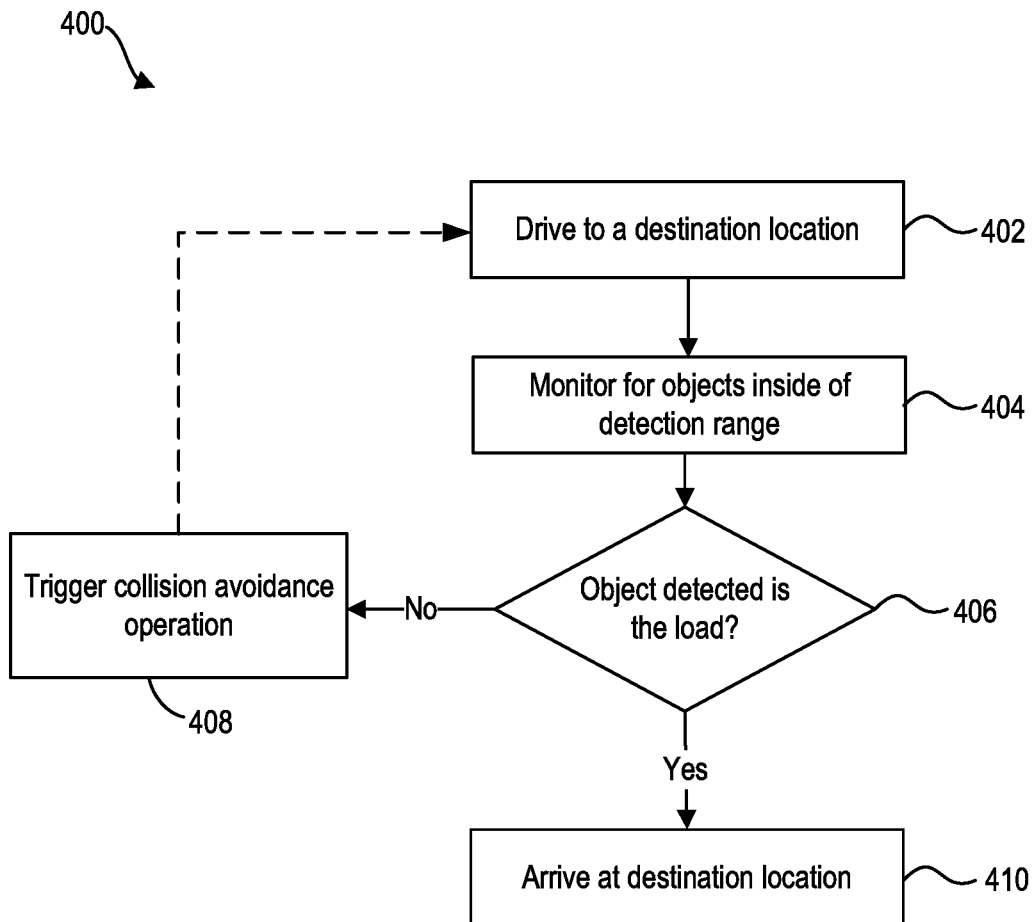 400
Drive to a destination location
402
Monitor for objects inside of
detection range
404
Object detected is
the load?
406
No
Trigger collision avoidance
operation
408
Yes
Arrive at destination location
410